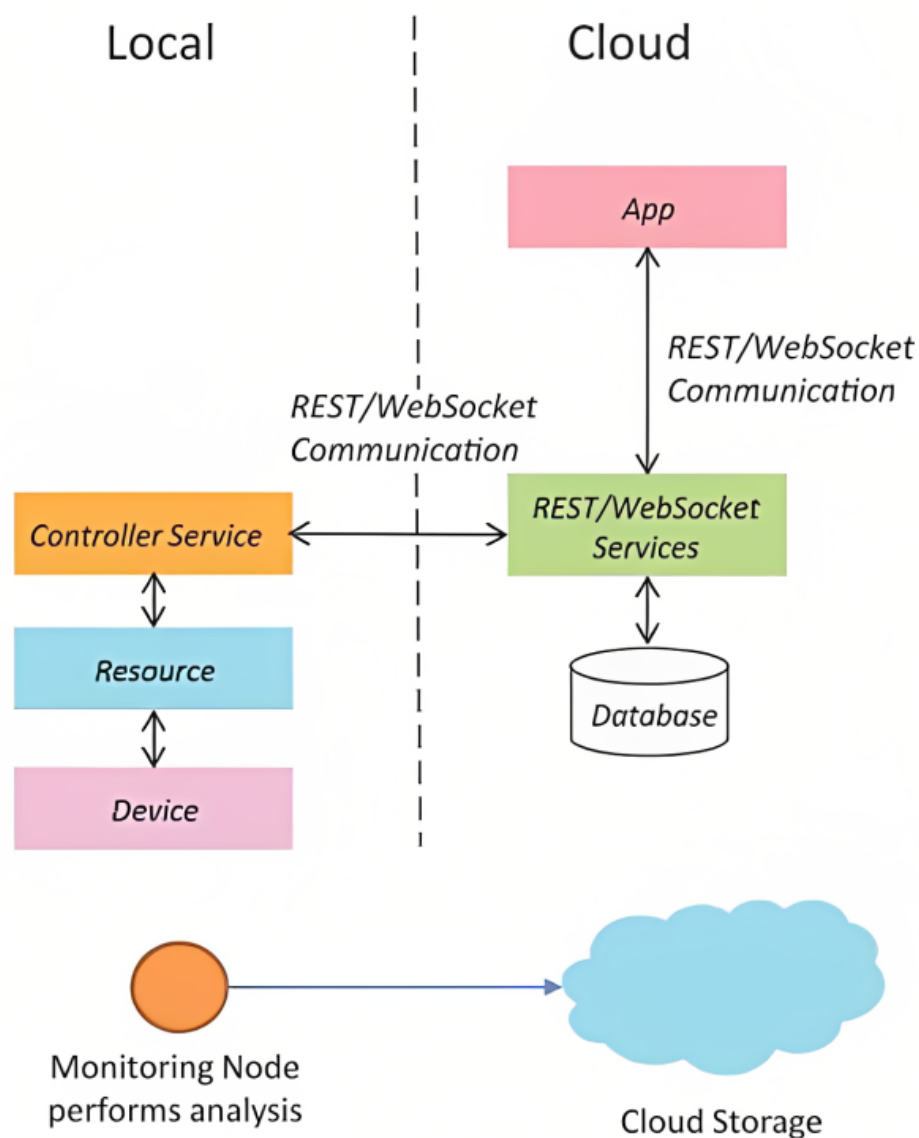 Local
Cloud
App
REST/WebSocket
Communication
REST/WebSocket
Communication
Controller Service
REST/WebSocket
Services
Resource
Database
Device
Monitoring Node
performs analysis
Cloud Storage